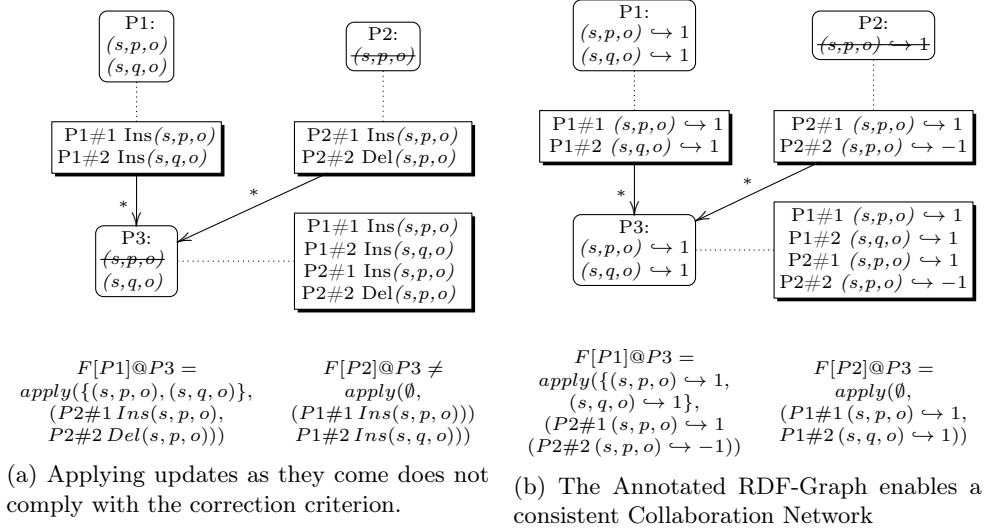 P1:
(s,p,o)
(s,q,o)
P2:
(s,p,o)
P1#1 Ins(s,p,o)
P1#2 Ins(s,q,o)
P2#1 Ins(s,p,o)
P2#2 Del(s,p,o)
*
*
P3:
(s,p,o)
(s,q,o)
P1#1 Ins(s,p,o)
P1#2 Ins(s,q,o)
P2#1 Ins(s,p,o)
P2#2 Del(s,p,o)
F[P1]@P3 =
apply({(s, p, o), (s, q, o)},
(P2#1 Ins(s, p, o),
P2#2 Del(s, p, o)))
F[P2]@P3 ≠
apply(∅,
(P1#1 Ins(s, p, o)))
P1#2 Ins(s, q, o)))
(a) Applying updates as they come does not
comply with the correction criterion.
P1:
(s,p,o) ↪ 1
(s,q,o) ↪ 1
P2:
(s,p,o) ↪ 1
P1#1 (s,p,o) ↪ 1
P1#2 (s,q,o) ↪ 1
P2#1 (s,p,o) ↪ 1
P2#2 (s,p,o) ↪ −1
*
*
P3:
(s,p,o) ↪ 1
(s,q,o) ↪ 1
P1#1 (s,p,o) ↪ 1
P1#2 (s,q,o) ↪ 1
P2#1 (s,p,o) ↪ 1
P2#2 (s,p,o) ↪ −1
F[P1]@P3 =
apply({(s, p, o) ↪ 1,
(s, q, o) ↪ 1},
(P2#1 (s, p, o) ↪ 1
(P2#2 (s, p, o) ↪ −1))
F[P2]@P3 =
apply(∅,
(P1#1 (s, p, o) ↪ 1,
P1#2 (s, q, o) ↪ 1))
(b) The Annotated RDF-Graph enables a
consistent Collaboration Network